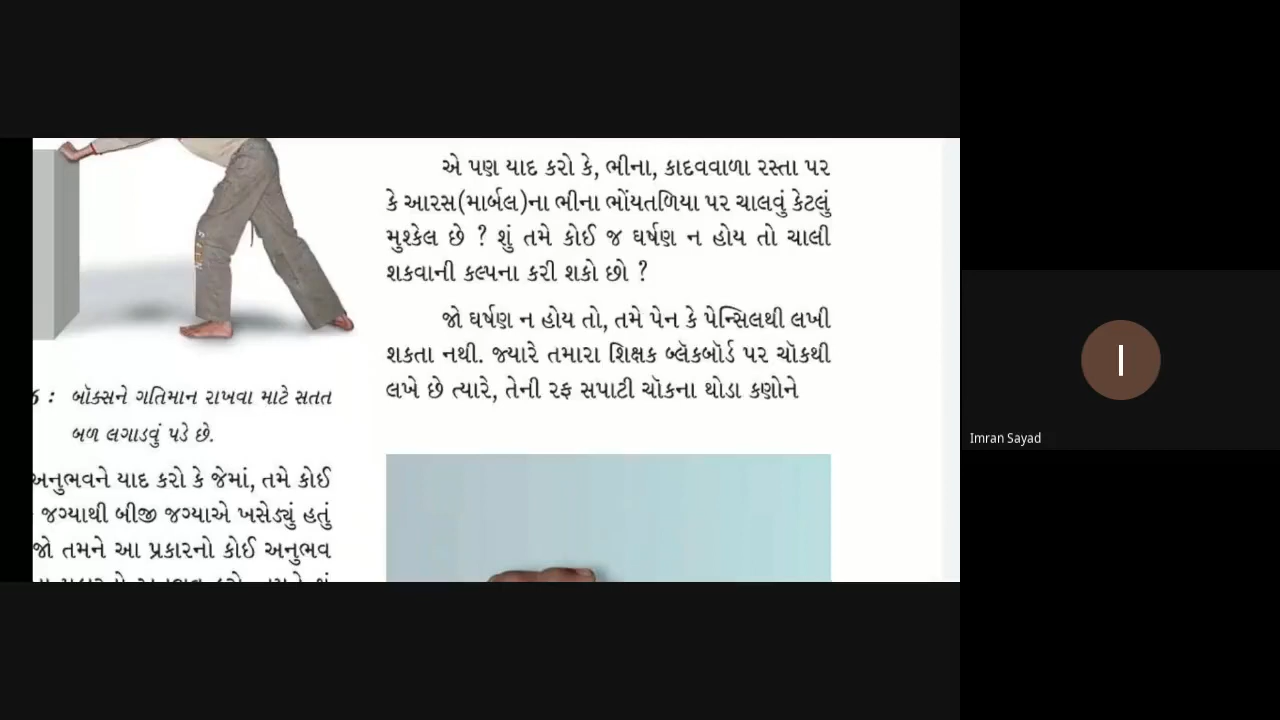 એ પણ યાદ કરો કે, ભીના, કાદવવાળા રસ્તા પર
કે આરસ(માર્બલ)ના ભીના ભોંયતળિયા પર ચાલવું કેટલું
મુશ્કેલ છે ? શું તમે કોઈ જ ઘર્ષણ ન હોય તો ચાલી
શકવાની કલ્પના કરી શકો છો ?
જો ઘર્ષણ ન હોય તો, તમે પેન કે પેન્સિલથી લખી
શકતા નથી. જ્યારે તમારા શિક્ષક બ્લૅકબૉર્ડ પર ચૉકથી
લખે છે ત્યારે, તેની રફ સપાટી ચૉકના થોડા કણોને
: બૉક્સને ગતિમાન રાખવા માટે સતત
બળ લગાડવું પડે છે.
અનુભવને યાદ કરો કે જેમાં, તમે કોઈ
જગ્યાથી બીજી જગ્યાએ ખસેડ્યું હતું
જો તમને આ પ્રકારનો કોઈ અનુભવ
I
Imran Sayad